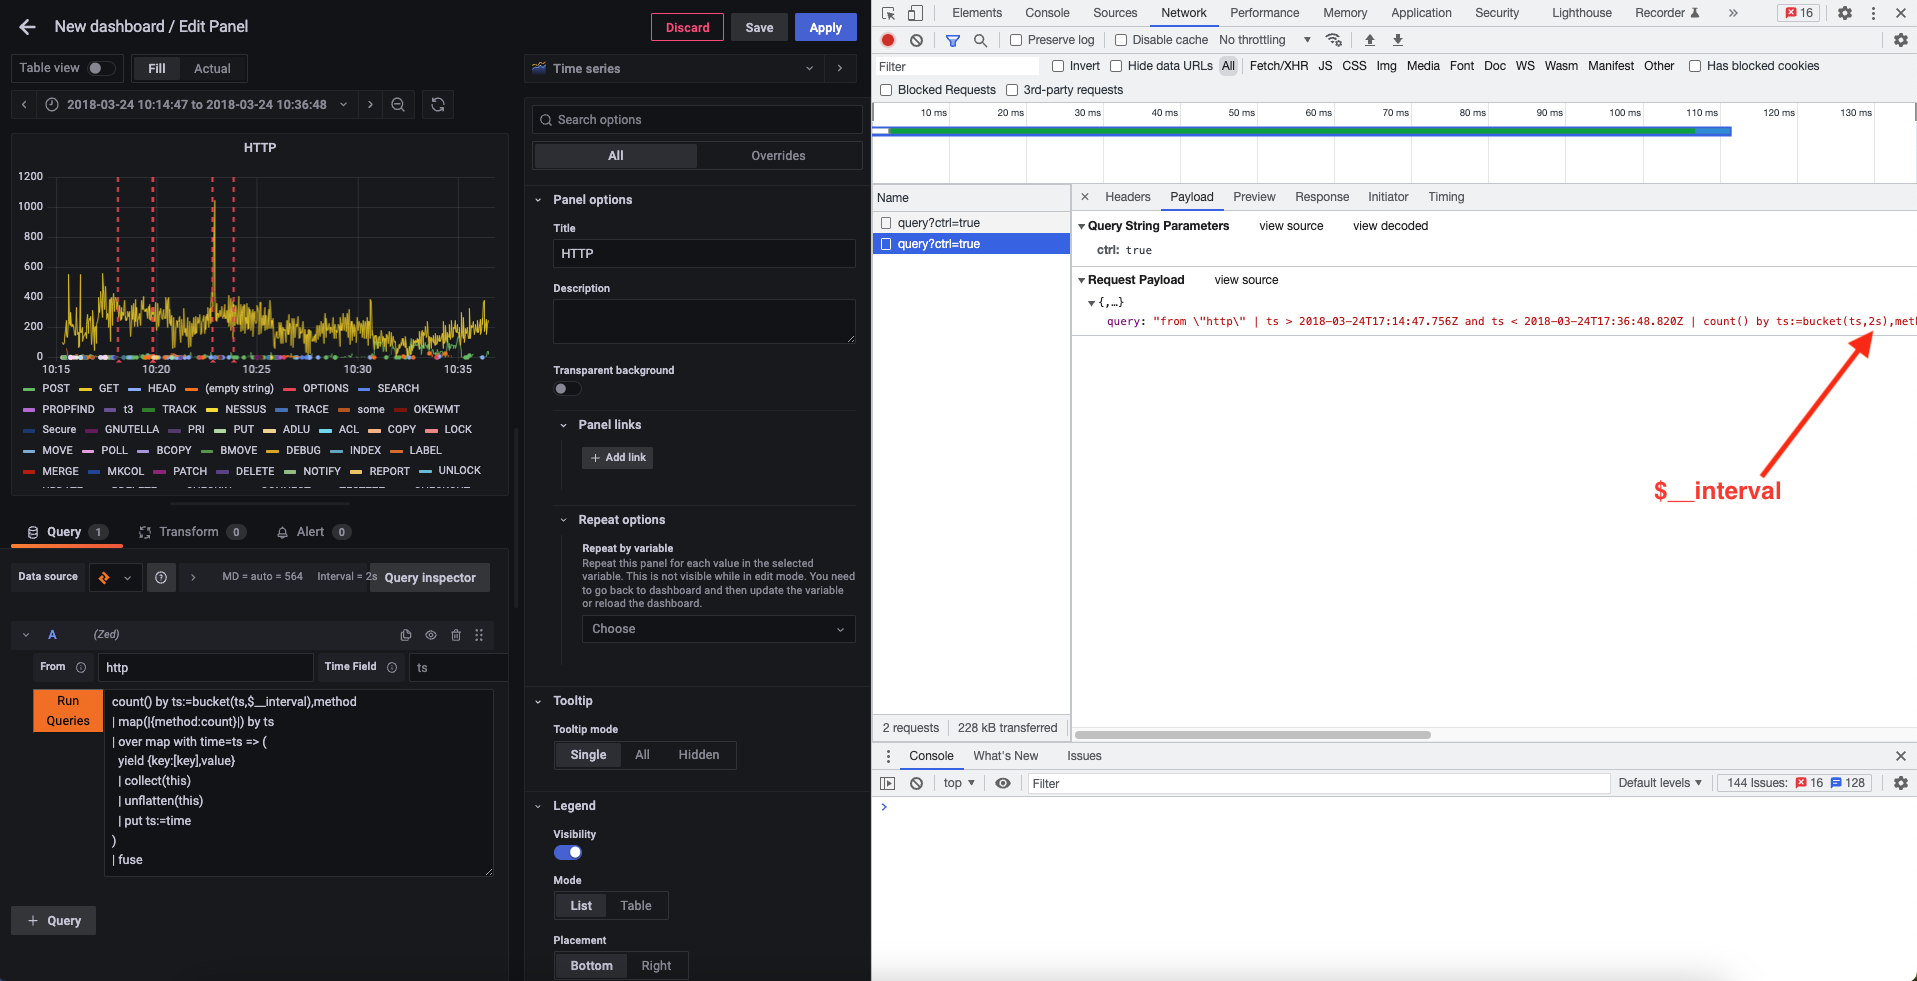 New dashboard / Edit Panel
Discard
Save
Apply
Table view
Fill
Actual
2018-03-24 10:14:47 to 2018-03-24 10:36:48
HTTP
1200
1000
800
600
400
200
0
10:15
10:20
10:25
10:30
10:35
POST GET HEAD (empty string) OPTIONS SEARCH
PROPFIND t3 TRACK NESSUS TRACE some OKEWMT
Secure GNUTELLA PRI PUT ADLU ACL COPY LOCK
MOVE POLL BCOPY BMOVE DEBUG INDEX LABEL
MERGE MKCOL PATCH DELETE NOTIFY REPORT UNLOCK
Query 1
Transform 0
Alert 0
Data source
MD = auto = 564 Interval = 2s
Query inspector
A (Zed)
From
http
Time Field
ts
Run
Queries
count() by ts:=bucket(ts,$__interval),method
| map(|{method:count}|) by ts
| over map with time=ts => (
yield {key:[key],value}
| collect(this)
| unflatten(this)
| put ts:=time
)
| fuse
+ Query
Time series
Search options
All
Overrides
Panel options
Title
HTTP
Description
Transparent background
Panel links
+ Add link
Repeat options
Repeat by variable
Repeat this panel for each value in the selected
variable. This is not visible while in edit mode. You need
to go back to dashboard and then update the variable
or reload the dashboard.
Choose
Tooltip
Tooltip mode
Single
All
Hidden
Legend
Visibility
Mode
List
Table
Placement
Bottom
Right
Elements Console Sources Network Performance Memory Application Security Lighthouse Recorder » 16
Preserve log Disable cache No throttling
Filter Invert Hide data URLs All Fetch/XHR JS CSS Img Media Font Doc WS Wasm Manifest Other Has blocked cookies
Blocked Requests 3rd-party requests
10 ms 20 ms 30 ms 40 ms 50 ms 60 ms 70 ms 80 ms 90 ms 100 ms 110 ms 120 ms 130 ms
Name
query?ctrl=true
query?ctrl=true
2 requests 228 kB transferred
Headers Payload Preview Response Initiator Timing
Query String Parameters view source view decoded
ctrl: true
Request Payload view source
{,…}
query: "from \"http\" | ts > 2018-03-24T17:14:47.756Z and ts < 2018-03-24T17:36:48.820Z | count() by ts:=bucket(ts,2s),met
$__interval
Console What's New Issues
top
Filter
Default levels
144 Issues: 16 128
>